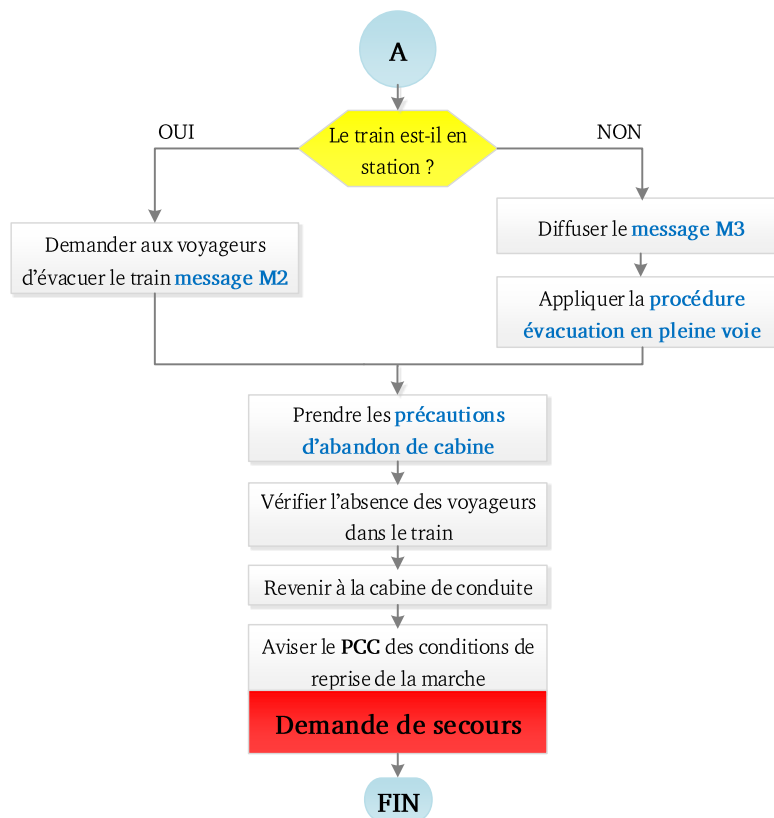 A
Le train est-il en
station ?
OUI
NON
Demander aux voyageurs
d’évacuer le train message M2
Diffuser le message M3
Appliquer la procédure
évacuation en pleine voie
Prendre les précautions
d’abandon de cabine
Vérifier l’absence des voyageurs
dans le train
Revenir à la cabine de conduite
Aviser le PCC des conditions de
reprise de la marche
Demande de secours
FIN